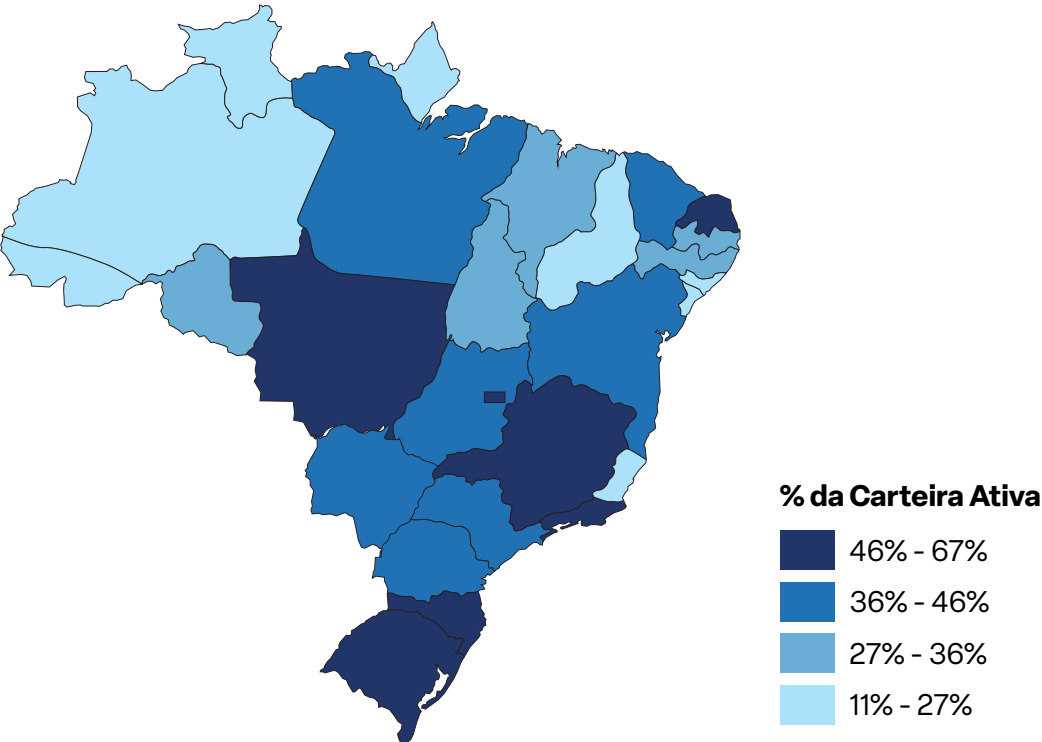 % da Carteira Ativa
46% - 67%
36% - 46%
27% - 36%
11% - 27%